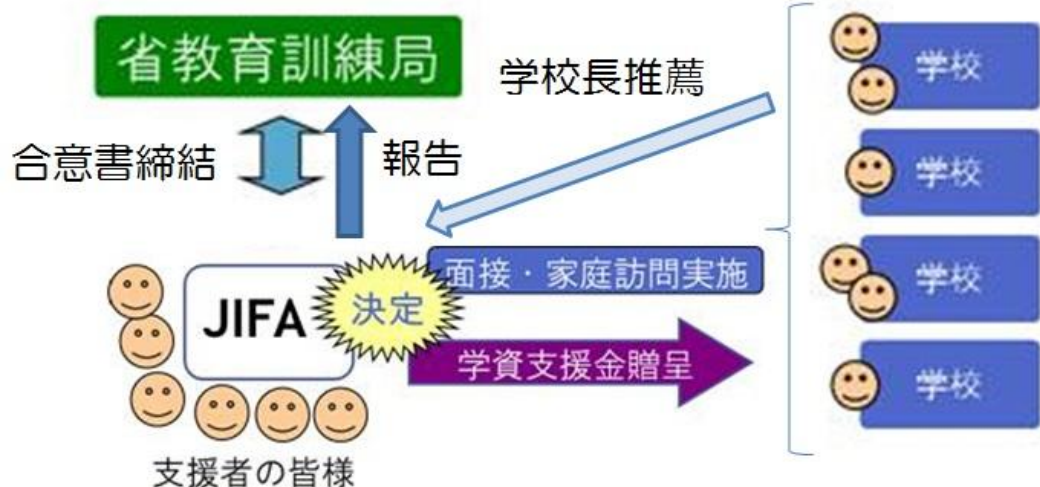 省教育訓練局
学校長推薦
合意書締結
報告
学校
学校
学校
学校
面接・家庭訪問実施
JIFA
決定
学資支援金贈呈
支援者の皆様